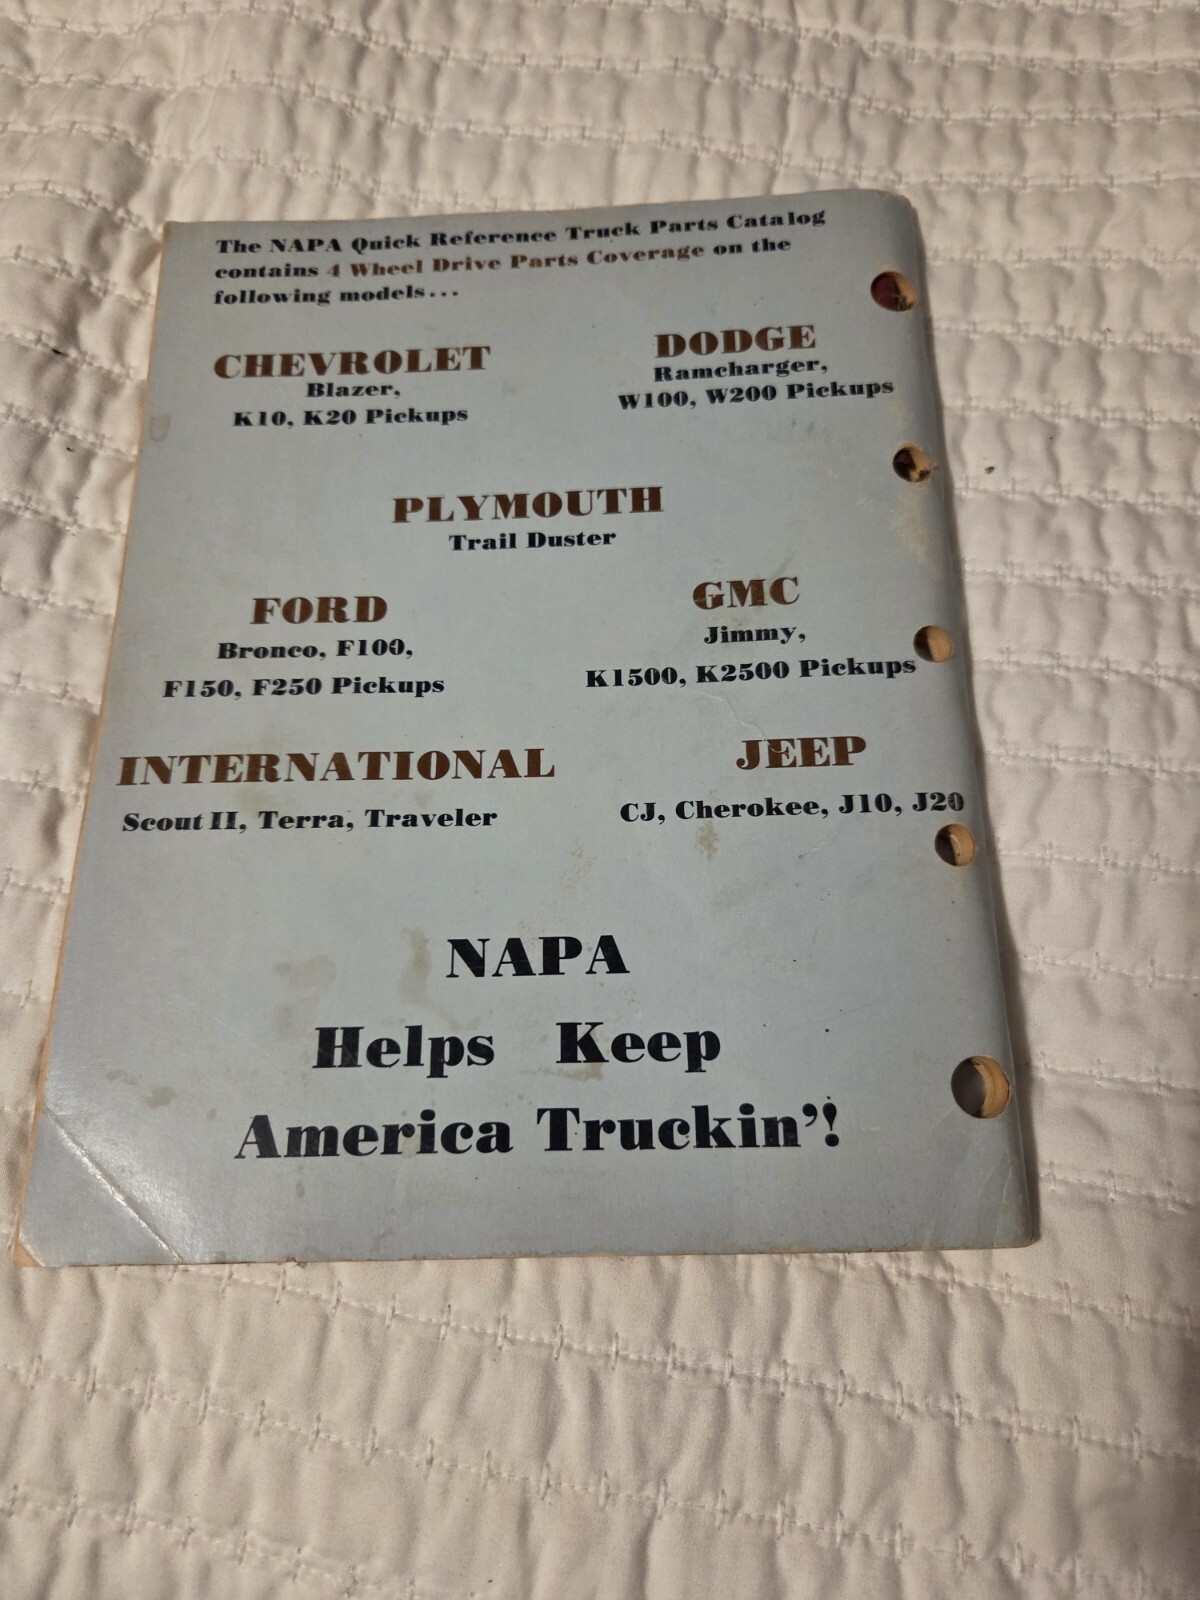 The NAPA Quick Reference Truck Parts Catalog
contains 4 Wheel Drive Parts Coverage on the
following models...
CHEVROLET
Blazer,
K10, K20 Pickups
DODGE
Ramcharger,
W100, W200 Pickups
PLYMOUTH
Trail Duster
FORD
Bronco, F100,
F150, F250 Pickups
GMC
Jimmy,
K1500, K2500 Pickups
INTERNATIONAL
Scout II, Terra, Traveler
JEEP
CJ, Cherokee, J10, J20
NAPA
Helps Keep
America Truckin'!